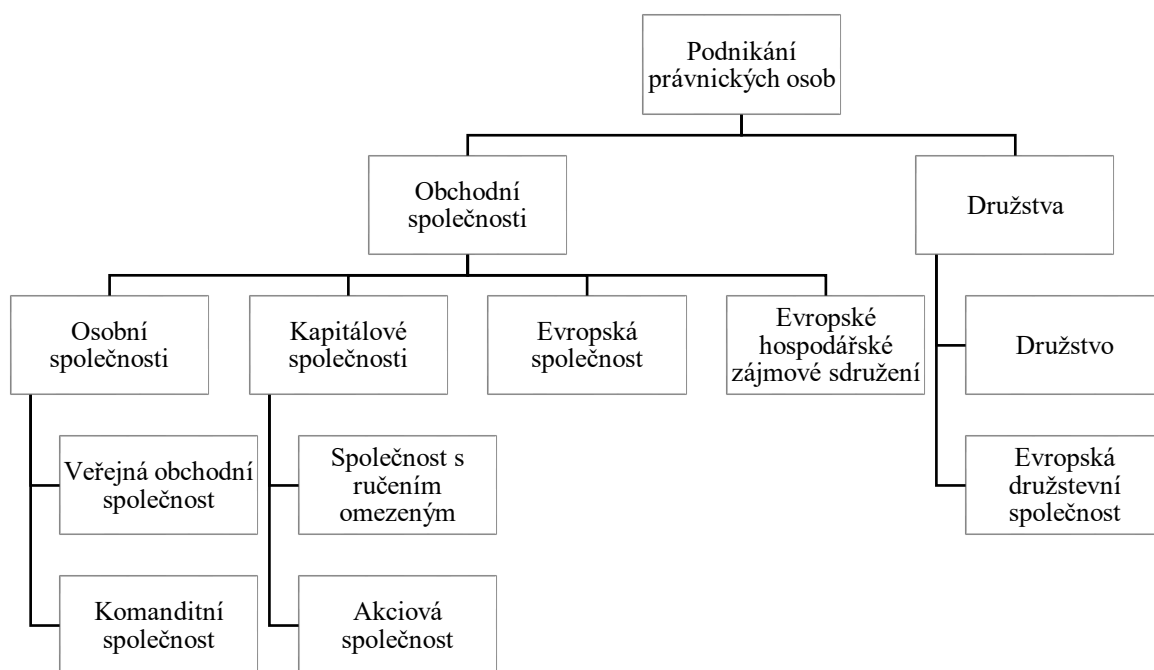 Podnikání
právnických osob
Obchodní
společnosti
Družstva
Osobní
společnosti
Kapitálové
společnosti
Evropská
společnost
Evropské
hospodářské
zájmové sdružení
Družstvo
Veřejná obchodní
společnost
Společnost s
ručením
omezeným
Evropská
družstevní
společnost
Komanditní
společnost
Akciová
společnost